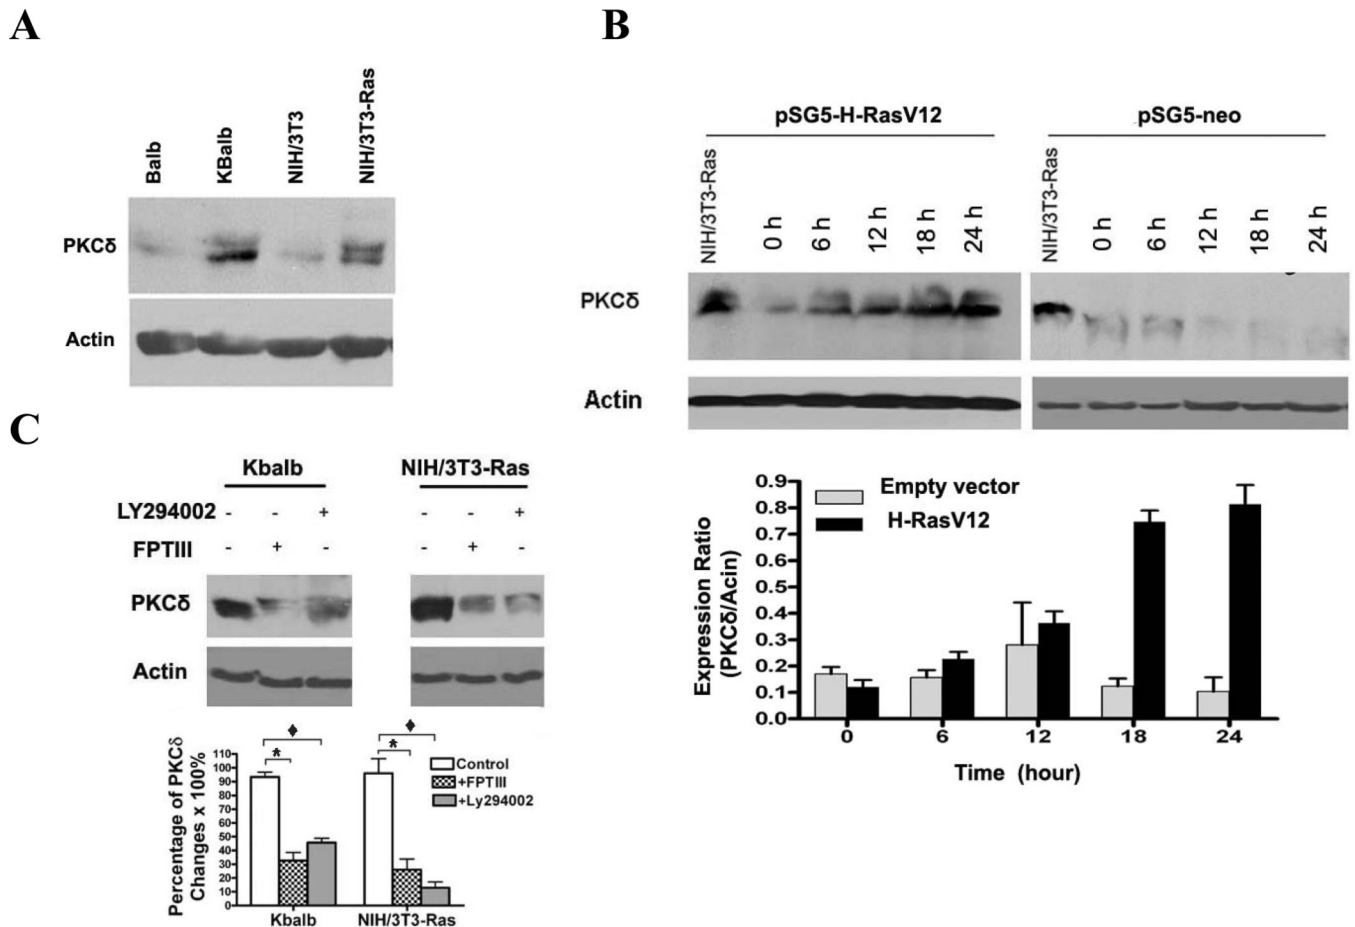 A
Balb
KBalb
NIH/3T3
NIH/3T3-Ras
PKCδ
Actin
B
pSG5-H-RasV12
pSG5-neo
NIH/3T3-Ras
0 h
6 h
12 h
18 h
24 h
NIH/3T3-Ras
0 h
6 h
12 h
18 h
24 h
PKCδ
Actin
Expression Ratio
(PKCδ/Acin)
0.9
0.8
0.7
0.6
0.5
0.4
0.3
0.2
0.1
0.0
Empty vector
H-RasV12
0 6 12 18 24
Time (hour)
C
Kbalb
NIH/3T3-Ras
LY294002 - - + - - +
FPTIII - + - - + -
PKCδ
Actin
Percentage of PKCδ
Changes x 100%
110
100
90
80
70
60
50
40
30
20
10
0
♦
*
♦
*
Control
+FPTIII
+Ly294002
Kbalb
NIH/3T3-Ras